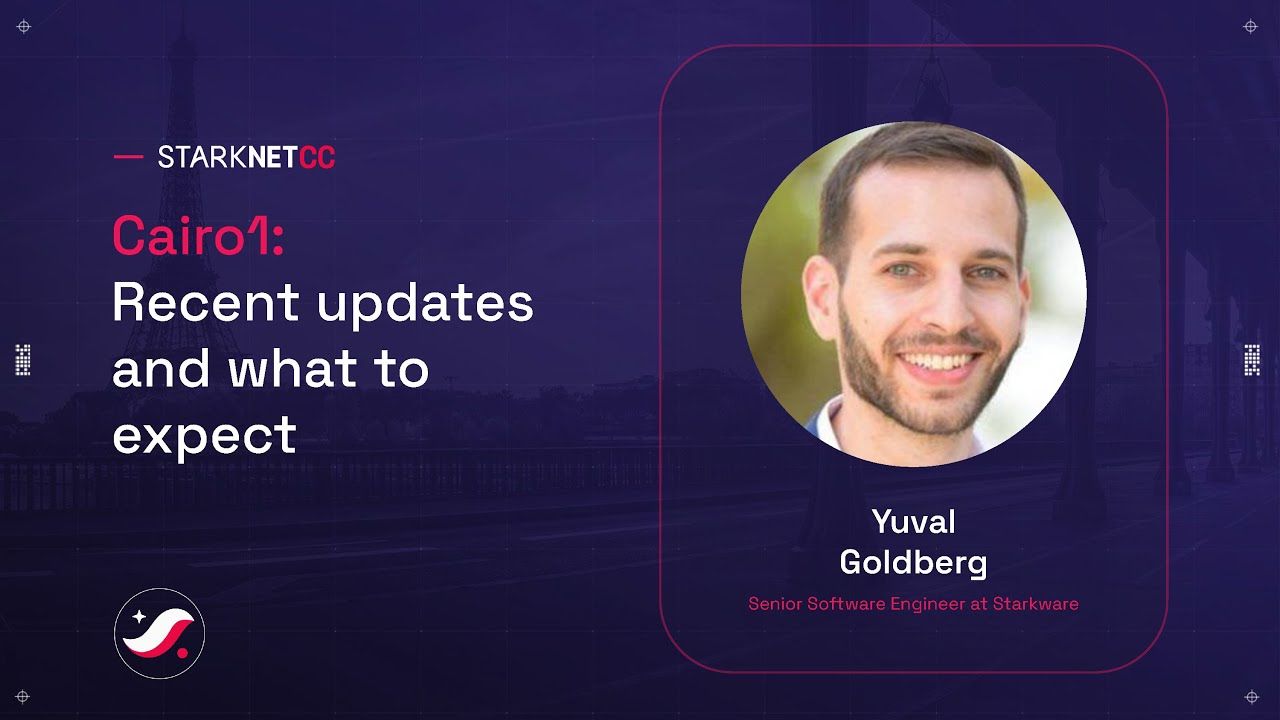 — STARKNETCC
Cairo1:
Recent updates
and what to
expect
Yuval
Goldberg
Senior Software Engineer at Starkware